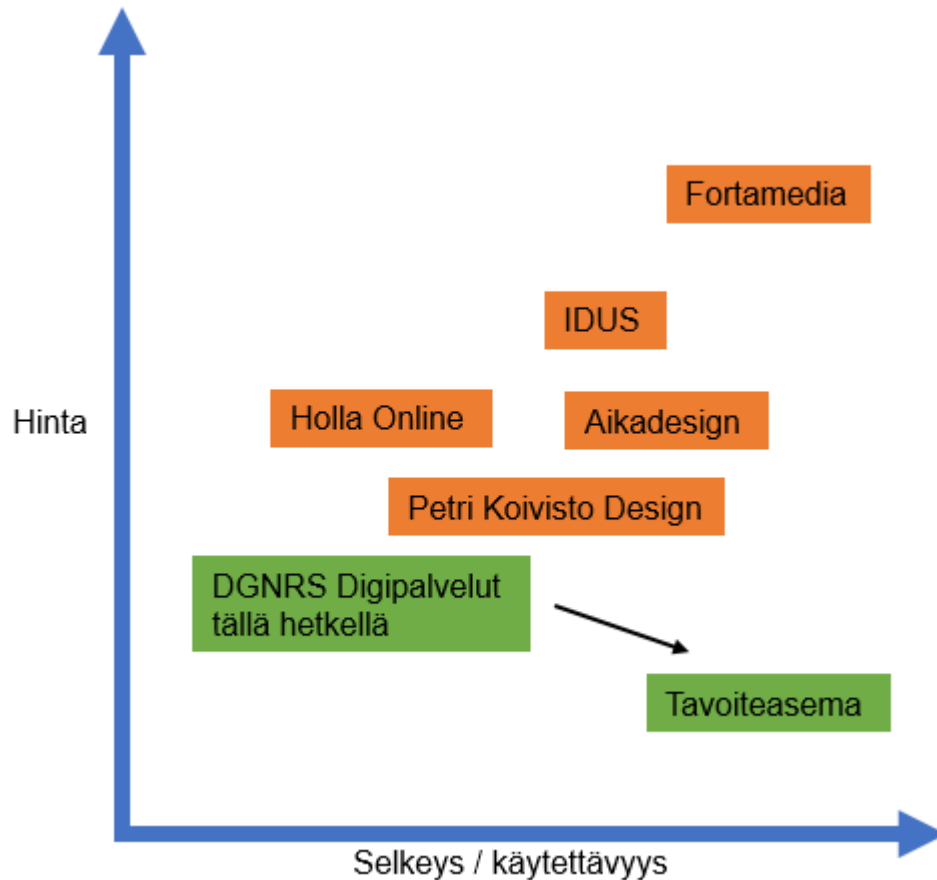 Fortamedia
IDUS
Hinta
Holla Online
Aikadesign
Petri Koivisto Design
DGNRS Digipalvelut
tällä hetkellä
Tavoiteasema
Selkeys / käytettävyys